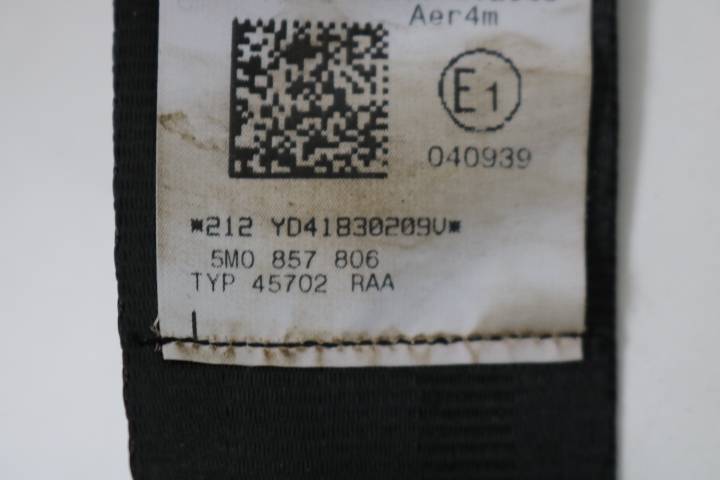 Aer4m
E1
040939
*212 YD41B30209V*
5M0 857 806
TYP 45702 RAA